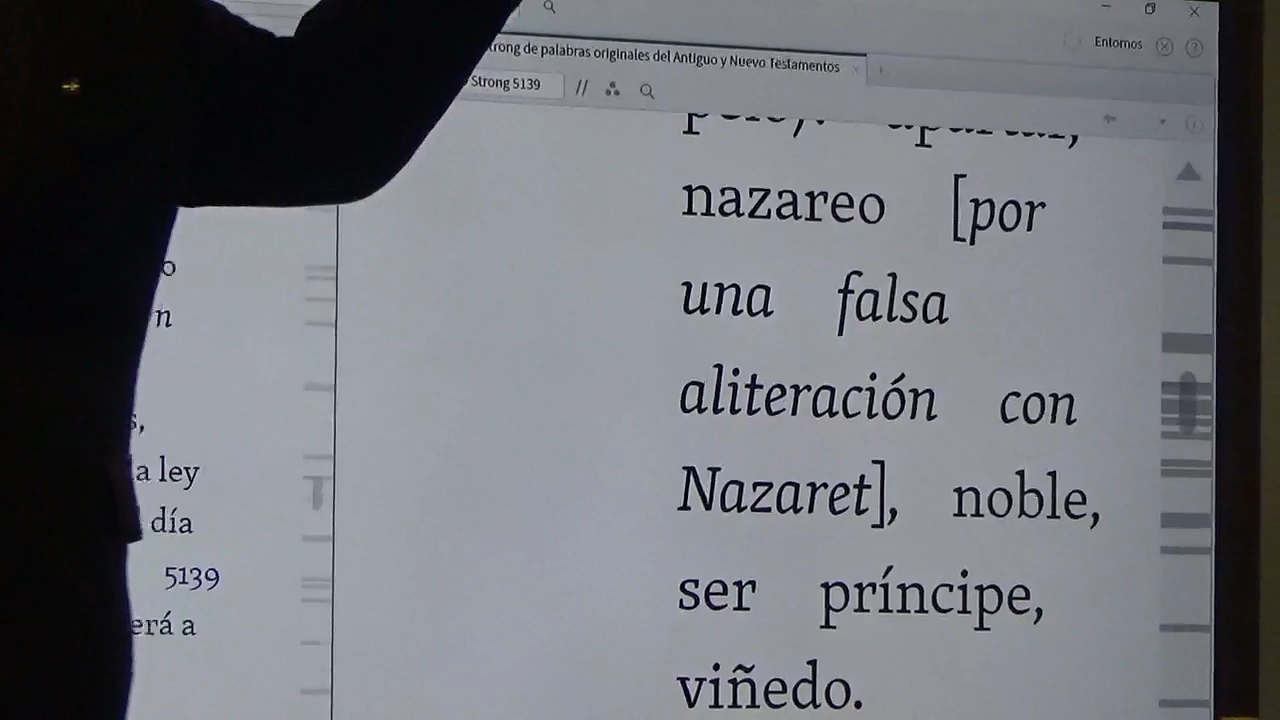 Entornos
trong de palabras originales del Antiguo y Nuevo Testamentos
Strong 5139 //
nazareo [por
una falsa
aliteración con
Nazaret], noble,
ser príncipe,
viñedo.
o
n
s,
a ley
día
5139
erá a